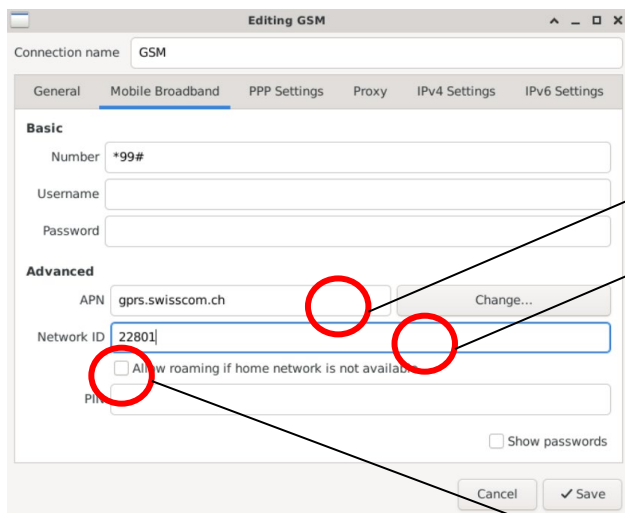 Editing GSM
Connection name GSM
General Mobile Broadband PPP Settings Proxy IPv4 Settings IPv6 Settings
Basic
Number *99#
Username
Password
Advanced
APN gprs.swisscom.ch Change...
Network ID 22801
Allow roaming if home network is not available
PIN
Show passwords
Cancel Save